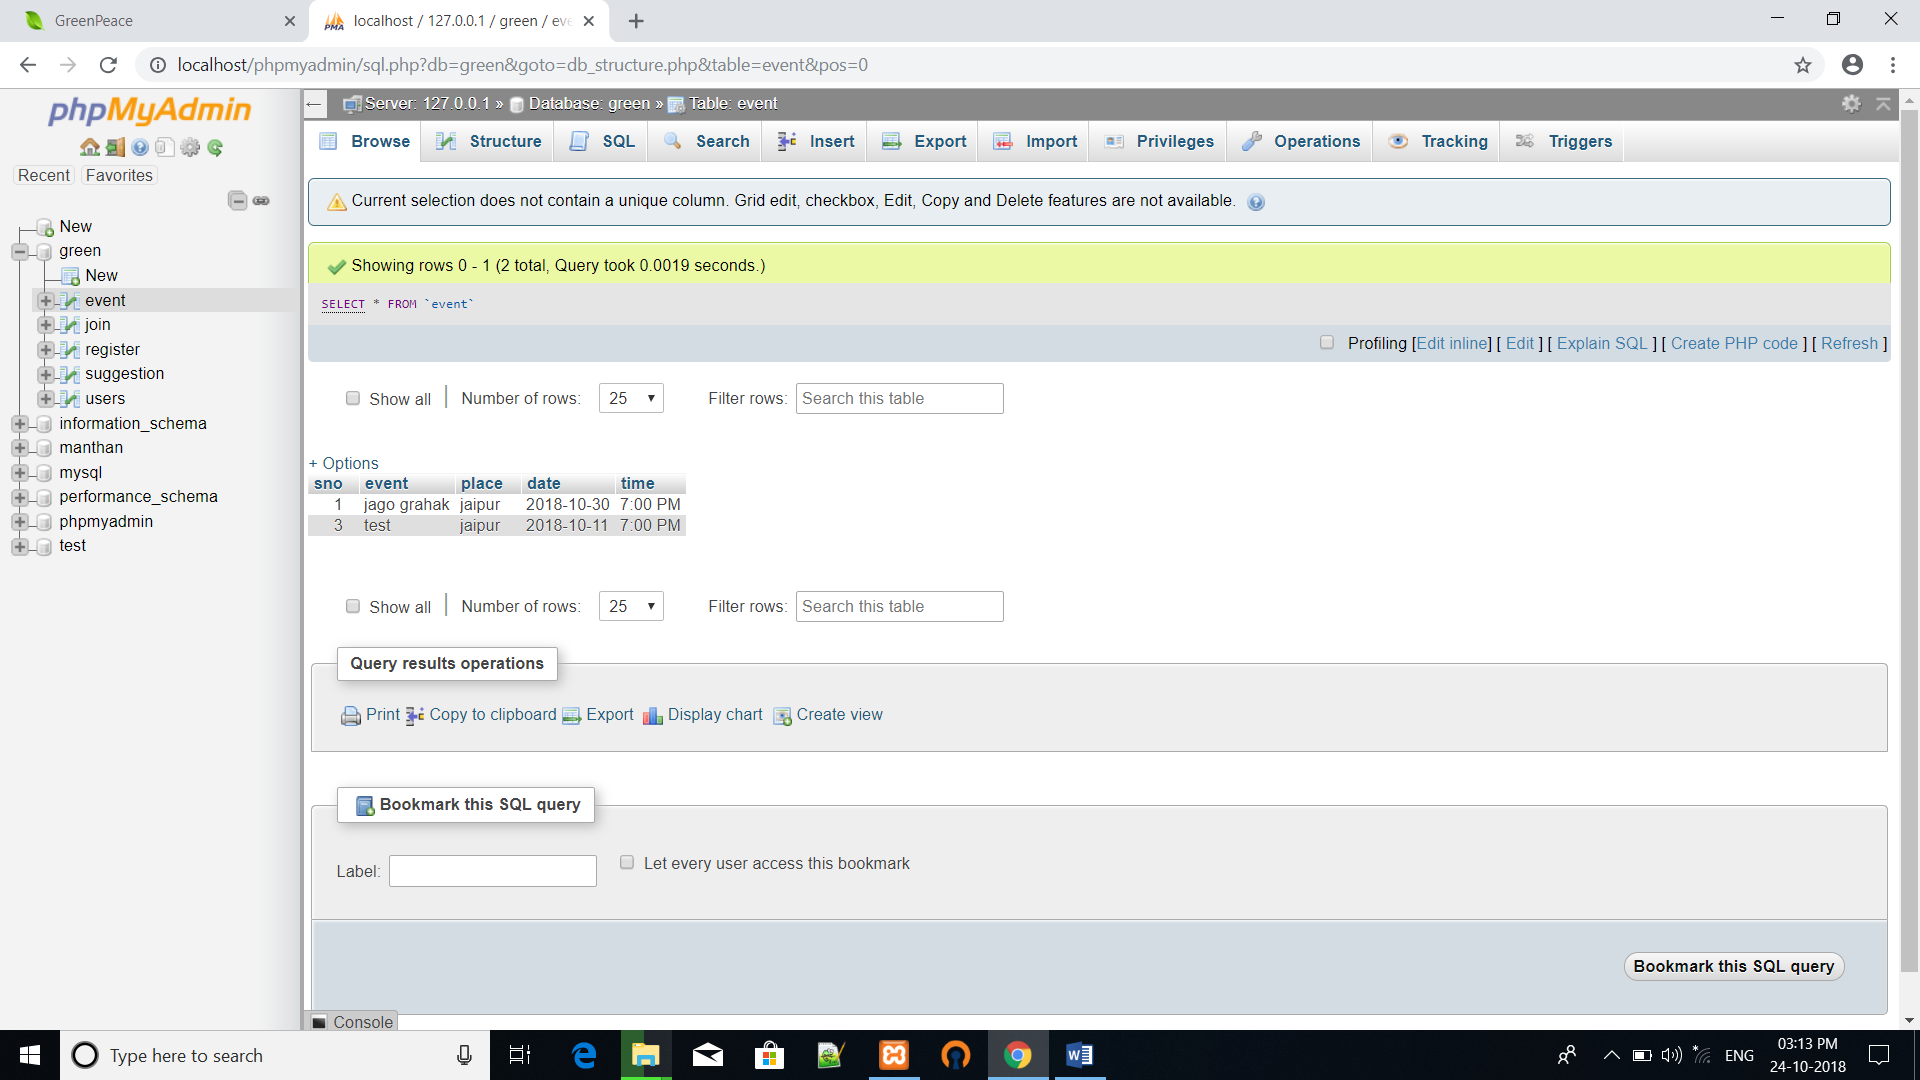 GreenPeace
localhost / 127.0.0.1 / green / eve
localhost/phpmyadmin/sql.php?db=green&goto=db_structure.php&table=event&pos=0
phpMyAdmin
Recent Favorites
New
green
New
event
join
register
suggestion
users
information_schema
manthan
mysql
performance_schema
phpmyadmin
test
Server: 127.0.0.1 » Database: green » Table: event
Browse Structure SQL Search Insert Export Import Privileges Operations Tracking Triggers
Current selection does not contain a unique column. Grid edit, checkbox, Edit, Copy and Delete features are not available.
Showing rows 0 - 1 (2 total, Query took 0.0019 seconds.)
SELECT * FROM `event`
Profiling [Edit inline] [ Edit ] [ Explain SQL ] [ Create PHP code ] [ Refresh ]
Show all | Number of rows: 25 Filter rows: Search this table
+ Options
sno event place date time
1 jago grahak jaipur 2018-10-30 7:00 PM
3 test jaipur 2018-10-11 7:00 PM
Show all | Number of rows: 25 Filter rows: Search this table
Query results operations
Print Copy to clipboard Export Display chart Create view
Bookmark this SQL query
Label: Let every user access this bookmark
Bookmark this SQL query
Console
Type here to search
ENG
03:13 PM
24-10-2018